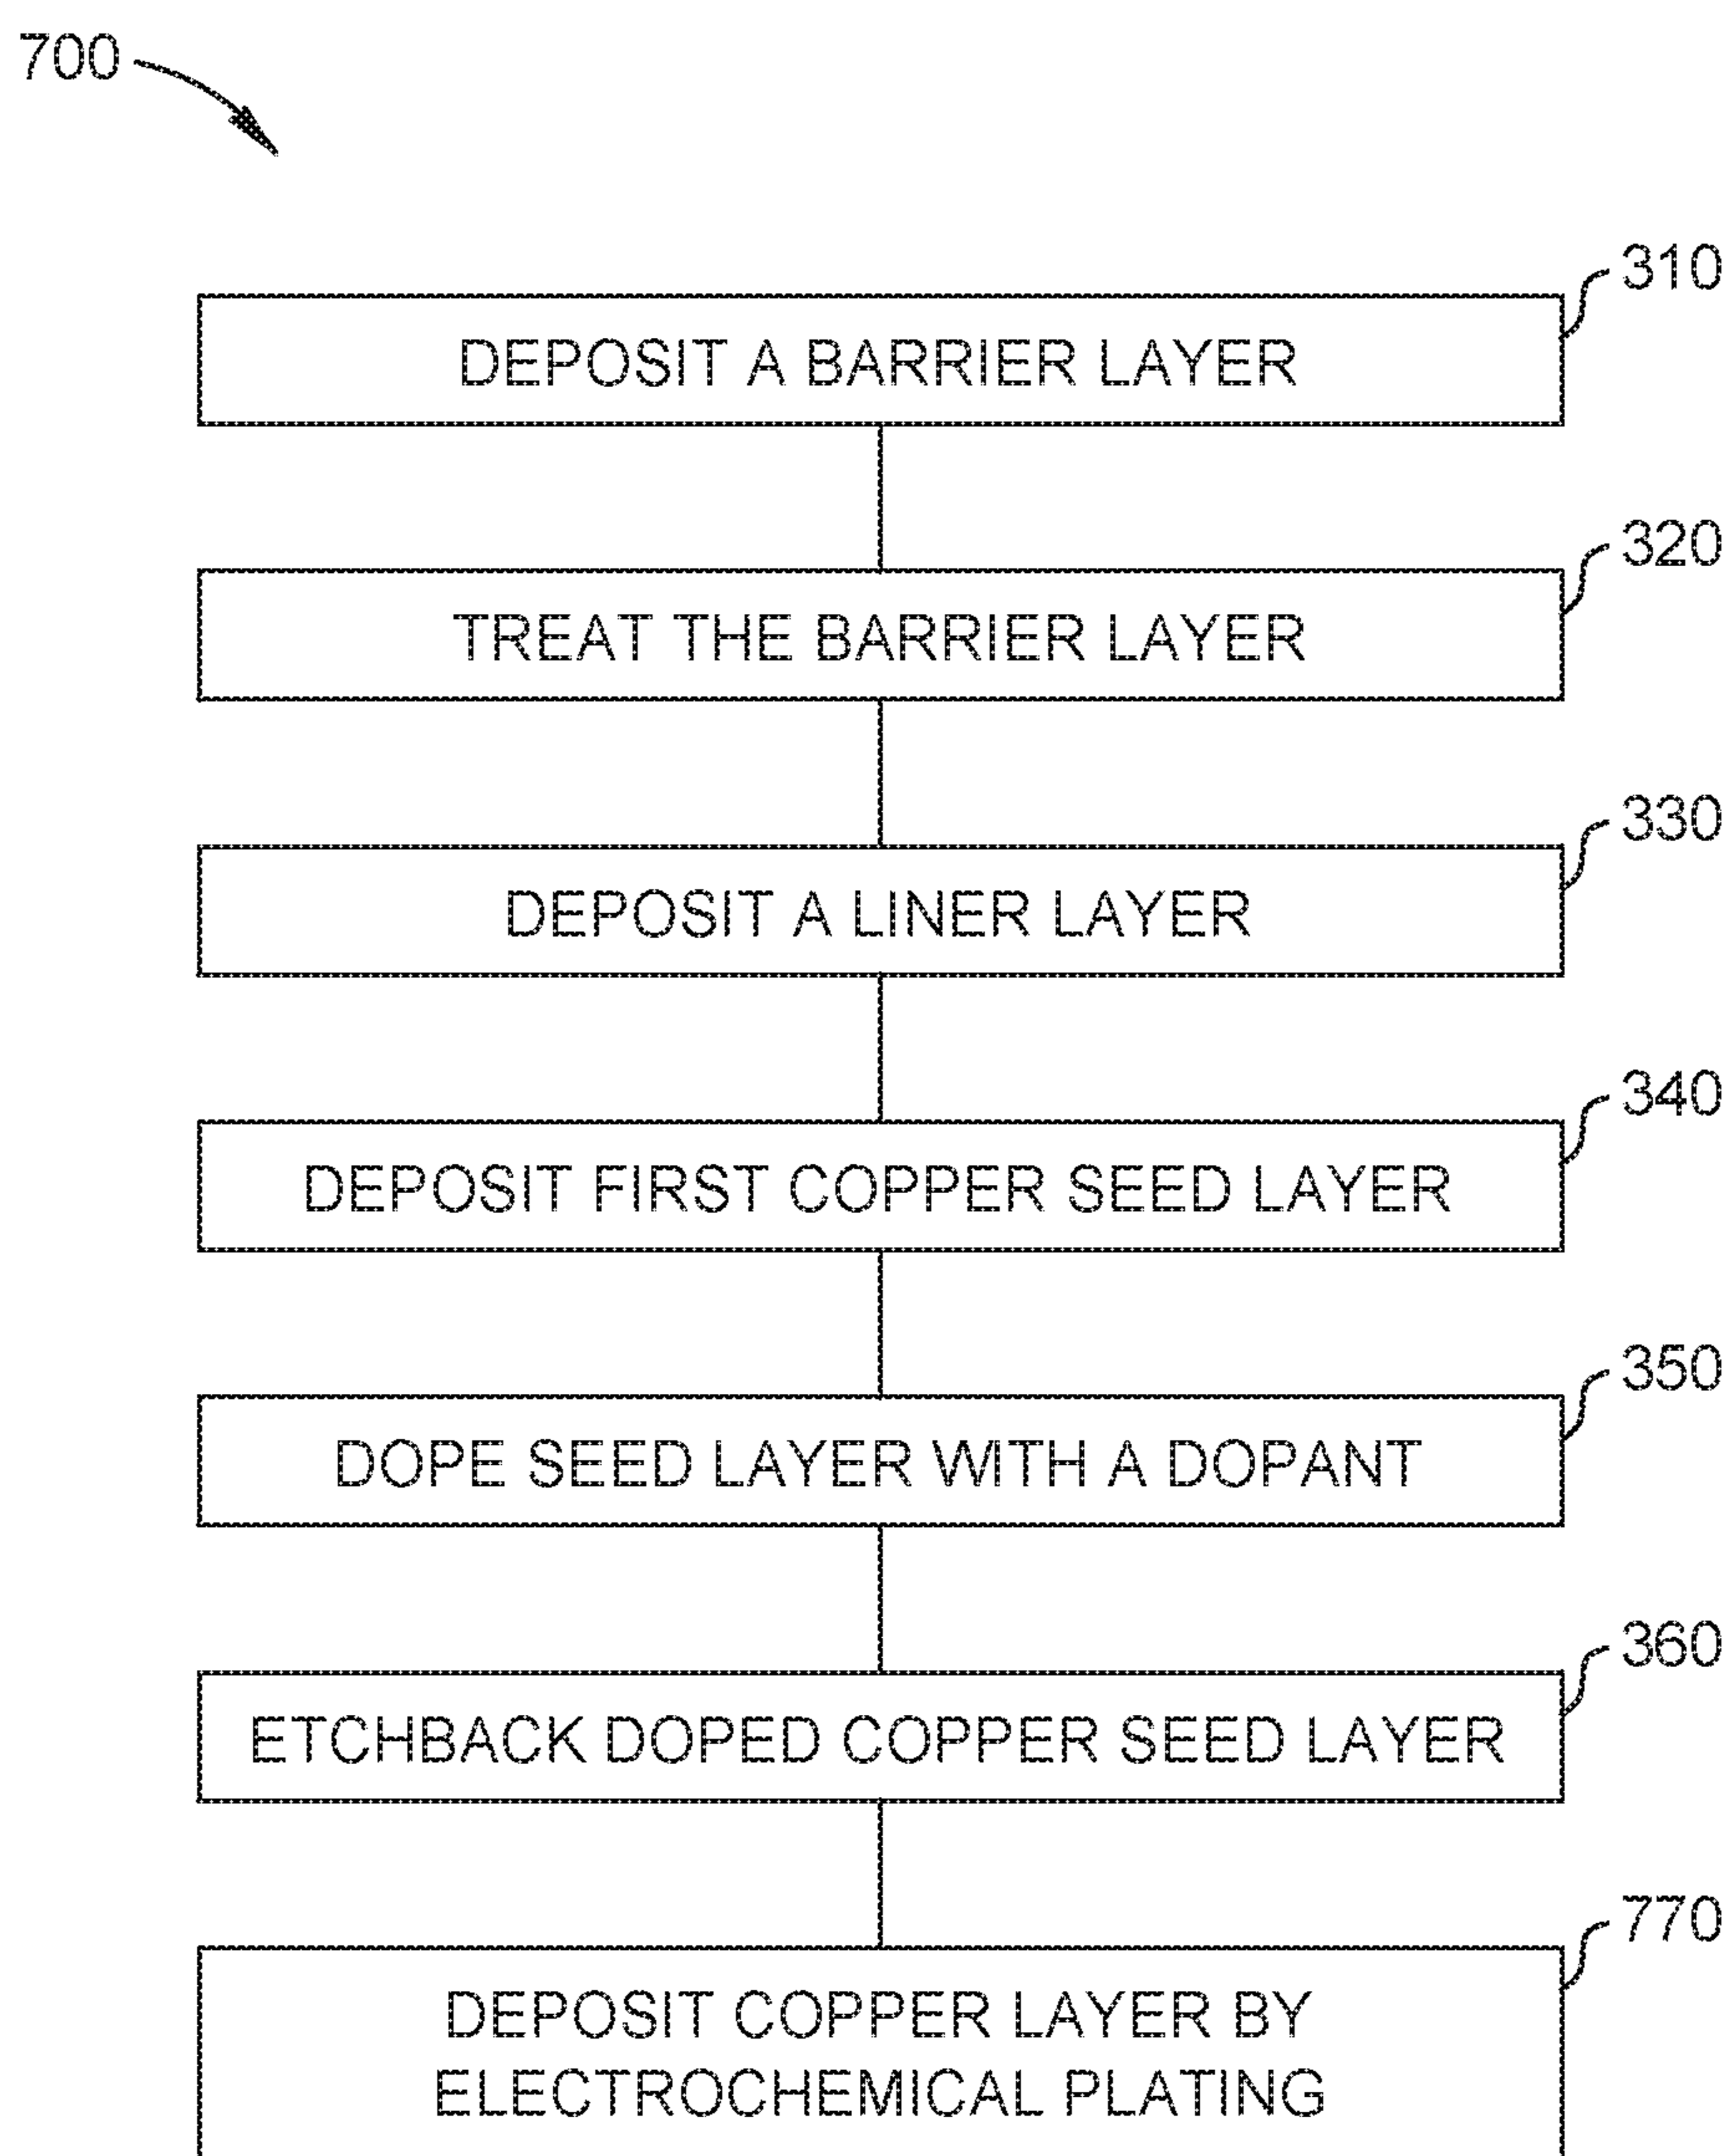 700
310
DEPOSIT A BARRIER LAYER
320
TREAT THE BARRIER LAYER
330
DEPOSIT A LINER LAYER
340
DEPOSIT FIRST COPPER SEED LAYER
350
DOPE SEED LAYER WITH A DOPANT
360
ETCHBACK DOPED COPPER SEED LAYER
770
DEPOSIT COPPER LAYER BY
ELECTROCHEMICAL PLATING